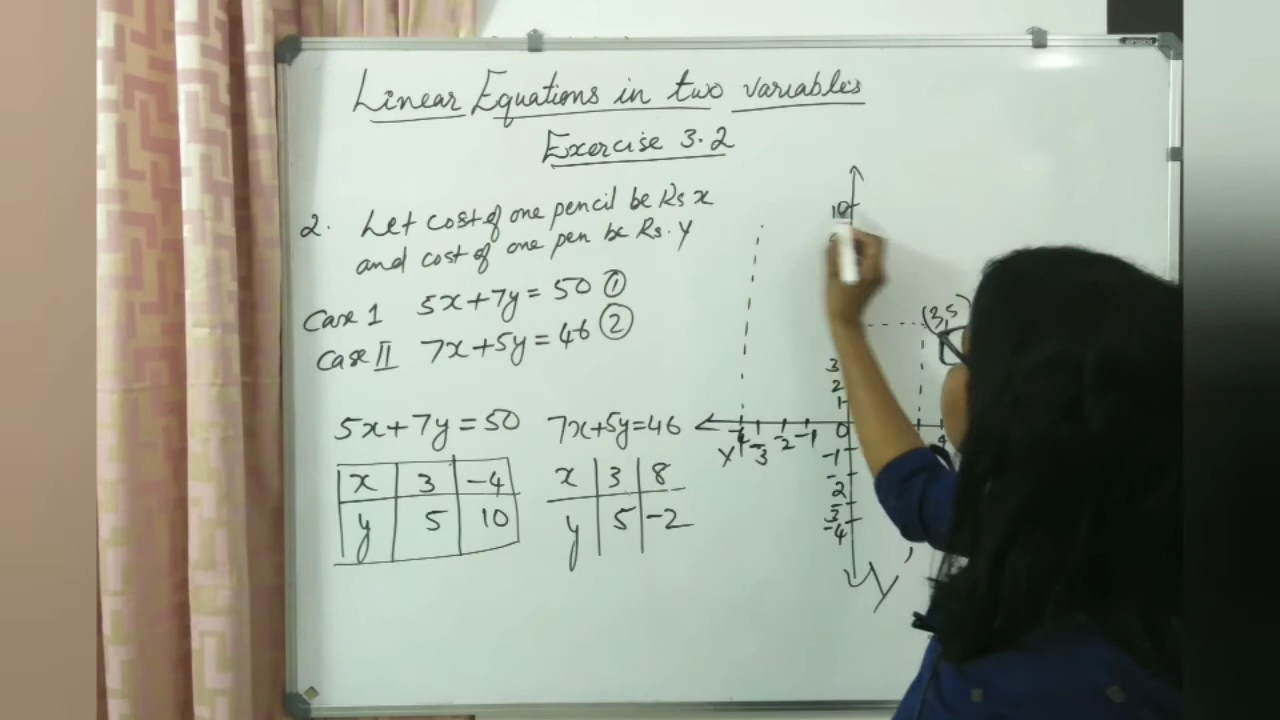 Linear Equations in two variables
Exercise 3.2
2. Let cost of one pencil be Rs x
and cost of one pen be Rs. y
Case I 5x+7y=50 ①
Case II 7x+5y=46 ②
5x+7y=50
x 3 -4
y 5 10
7x+5y=46
x 3 8
y 5 -2
10
(3,5)
3
2
1
-4 -3 -2 -1 0 4
X'
-1
-2
-3
-4
Y'